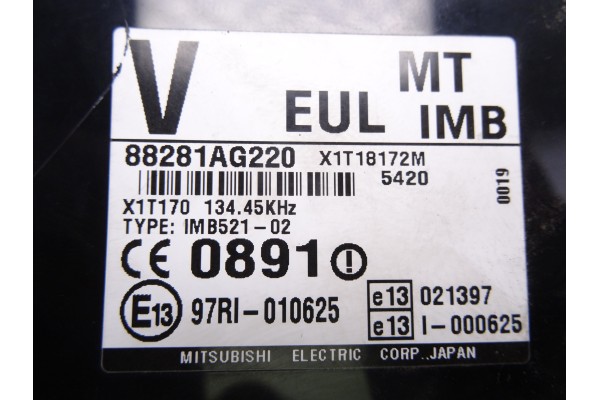 V EUL MT
IMB
88281AG220 X1T18172M
5420
0019
X1T170 134.45KHz
TYPE: IMB521-02
CE 0891
E13 97RI-010625
e13 021397
e13 I-000625
MITSUBISHI ELECTRIC CORP., JAPAN